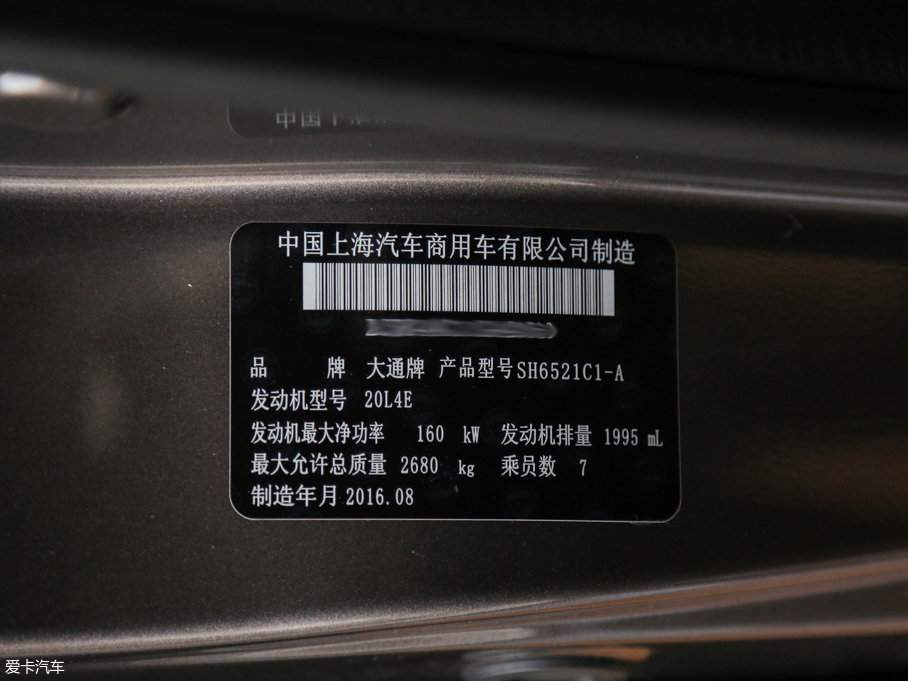 中国上海汽车商用车有限公司制造
品 牌 大通牌 产品型号 SH6521C1-A
发动机型号 20L4E
发动机最大净功率 160 kW 发动机排量 1995 mL
最大允许总质量 2680 kg 乘员数 7
制造年月 2016.08
爱卡汽车